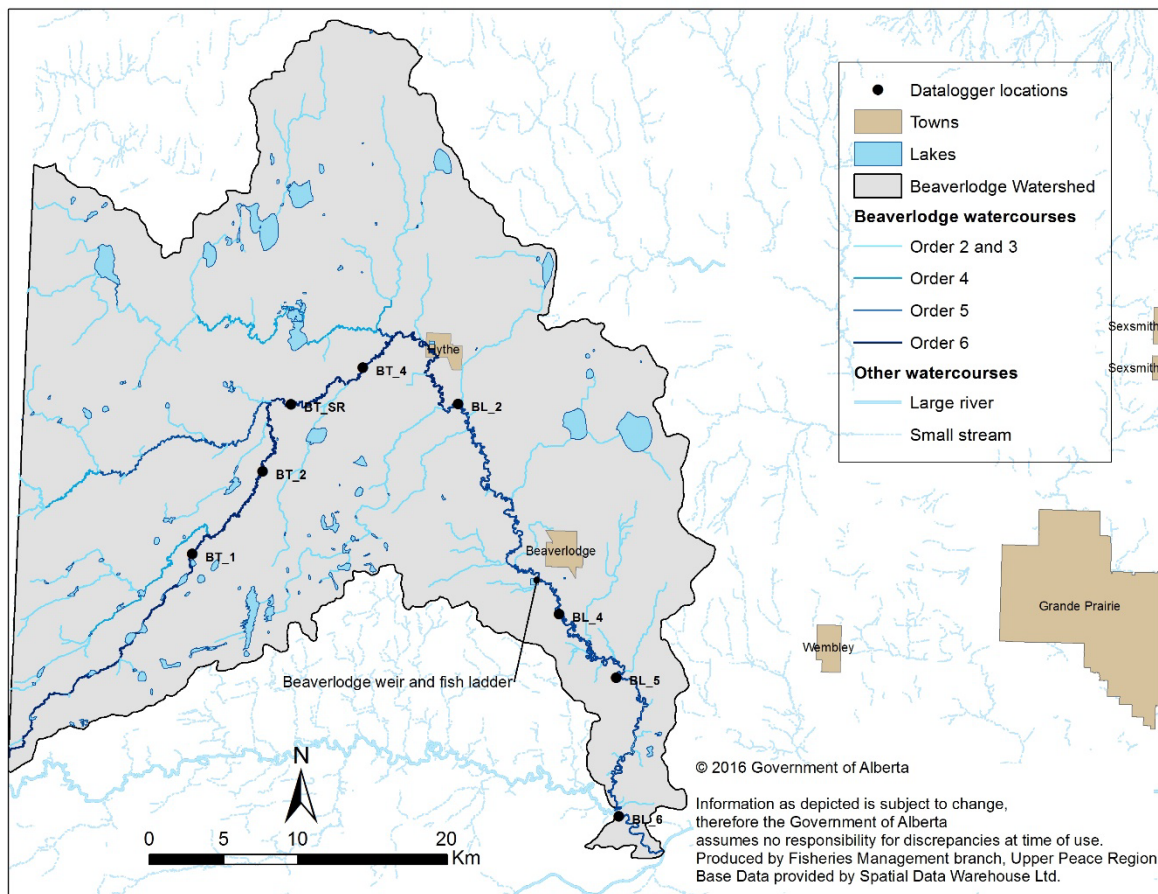 Datalogger locations
Towns
Lakes
Beaverlodge Watershed
Beaverlodge watercourses
Order 2 and 3
Order 4
Order 5
Order 6
Other watercourses
Large river
Small stream
Sexsmith
Sexsmith
Hythe
BT_4
BT_SR
BL_2
BT_2
BT_1
Beaverlodge
BL_4
Grande Prairie
Wembley
Beaverlodge weir and fish ladder
BL_5
BL_6
N
0 5 10 20
Km
© 2016 Government of Alberta
Information as depicted is subject to change,
therefore the Government of Alberta
assumes no responsibility for discrepancies at time of use.
Produced by Fisheries Management branch, Upper Peace Region
Base Data provided by Spatial Data Warehouse Ltd.